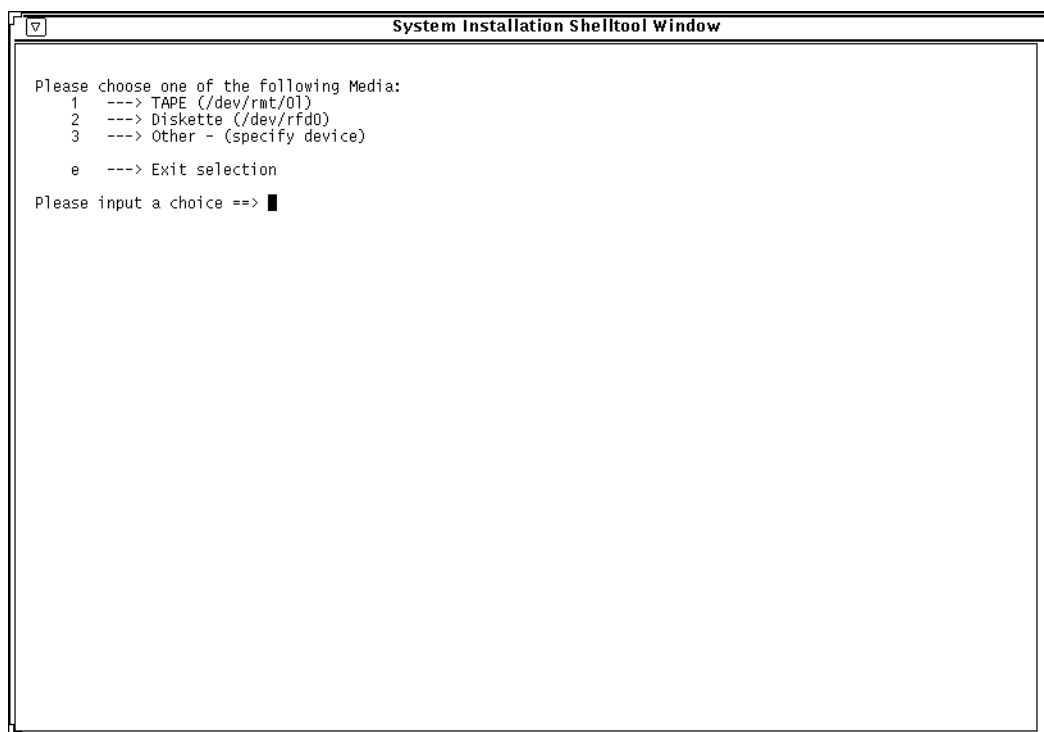 System Installation Shelltool Window
Please choose one of the following Media:
1 ---> TAPE (/dev/rmt/0l)
2 ---> Diskette (/dev/rfd0)
3 ---> Other - (specify device)
e ---> Exit selection
Please input a choice ==>